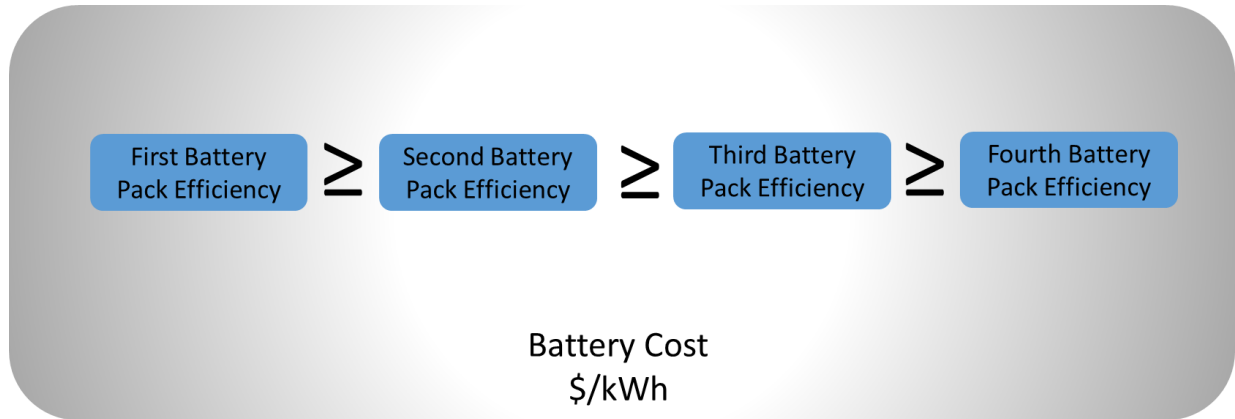 First Battery
Pack Efficiency
≥
Second Battery
Pack Efficiency
≥
Third Battery
Pack Efficiency
≥
Fourth Battery
Pack Efficiency
Battery Cost
$/kWh